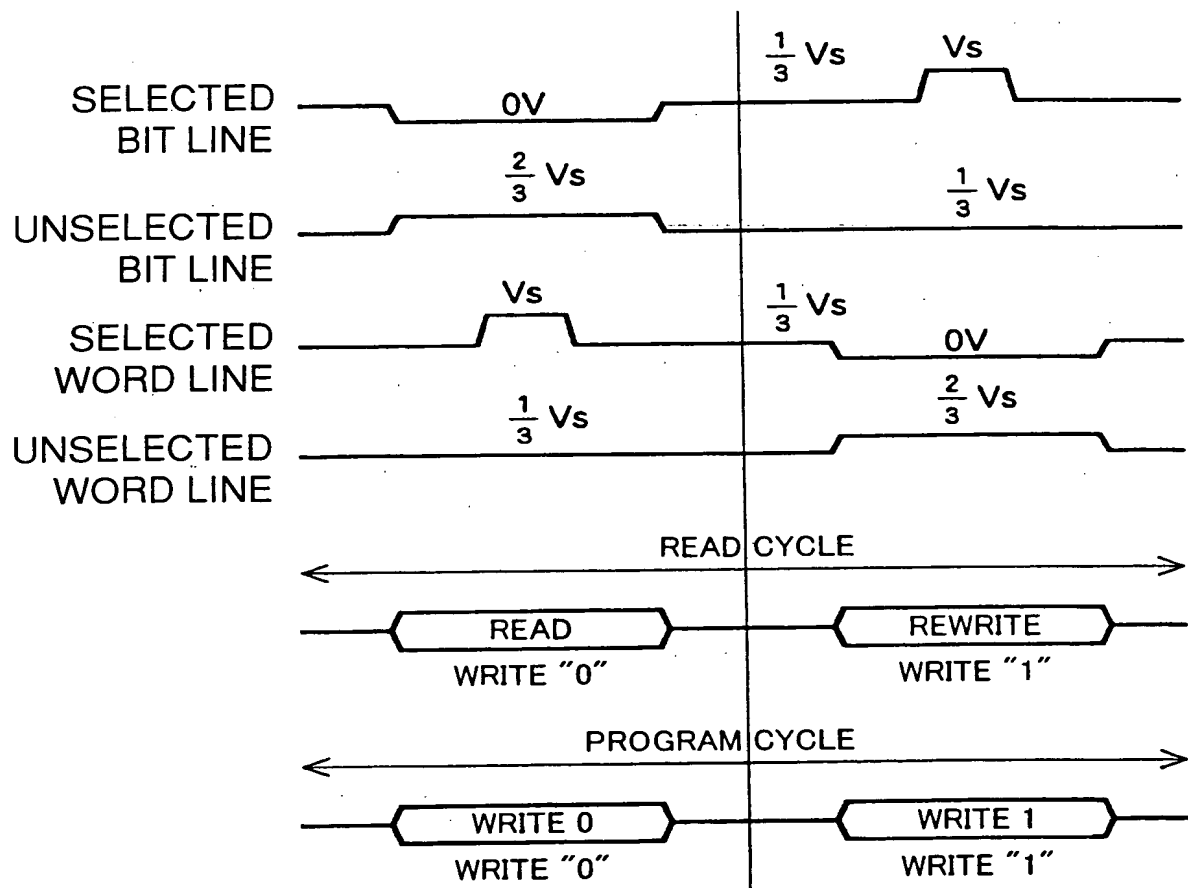 1/3 Vs
Vs
SELECTED
BIT LINE
0V
2/3 Vs
1/3 Vs
UNSELECTED
BIT LINE
Vs
1/3 Vs
SELECTED
WORD LINE
0V
1/3 Vs
2/3 Vs
UNSELECTED
WORD LINE
READ CYCLE
READ
REWRITE
WRITE "0"
WRITE "1"
PROGRAM CYCLE
WRITE 0
WRITE 1
WRITE "0"
WRITE "1"